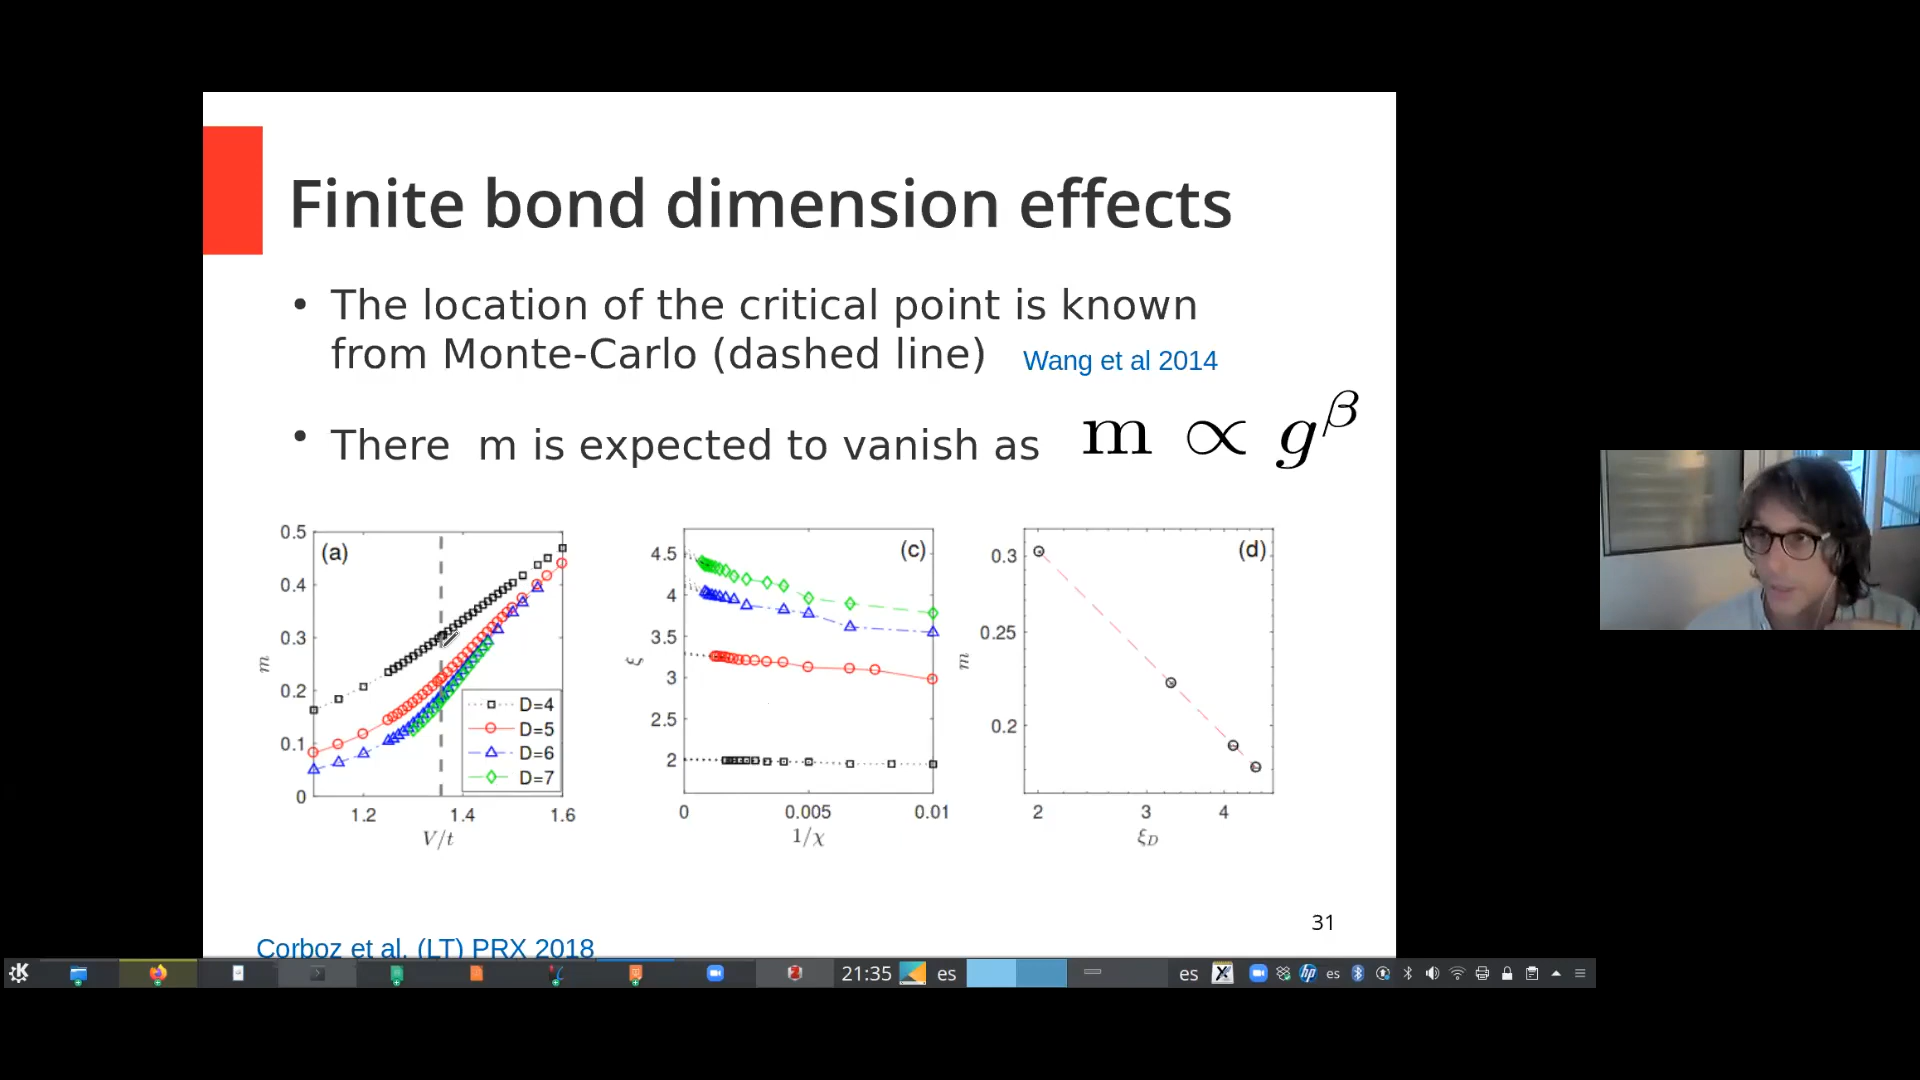 Finite bond dimension effects
• The location of the critical point is known
from Monte-Carlo (dashed line) Wang et al 2014
• There m is expected to vanish as m ∝ g^β
(a)
0.5
0.4
0.3
0.2
0.1
0
m
1.2 1.4 1.6
V/t
D=4
D=5
D=6
D=7
(c)
4.5
4
3.5
3
2.5
2
ξ
0 0.005 0.01
1/χ
(d)
0.3
0.25
0.2
m
2 3 4
ξ_D
31
Corboz et al. (LT) PRX 2018
21:35 es es es